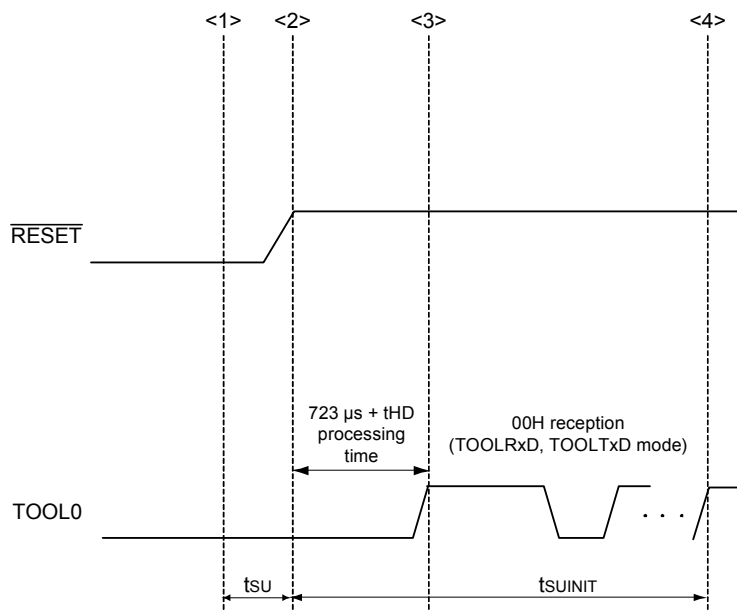 <1> <2> <3> <4>
RESET
723 µs + tHD
processing
time
00H reception
(TOOLRxD, TOOLTxD mode)
TOOL0
. . .
tSU
tSUINIT